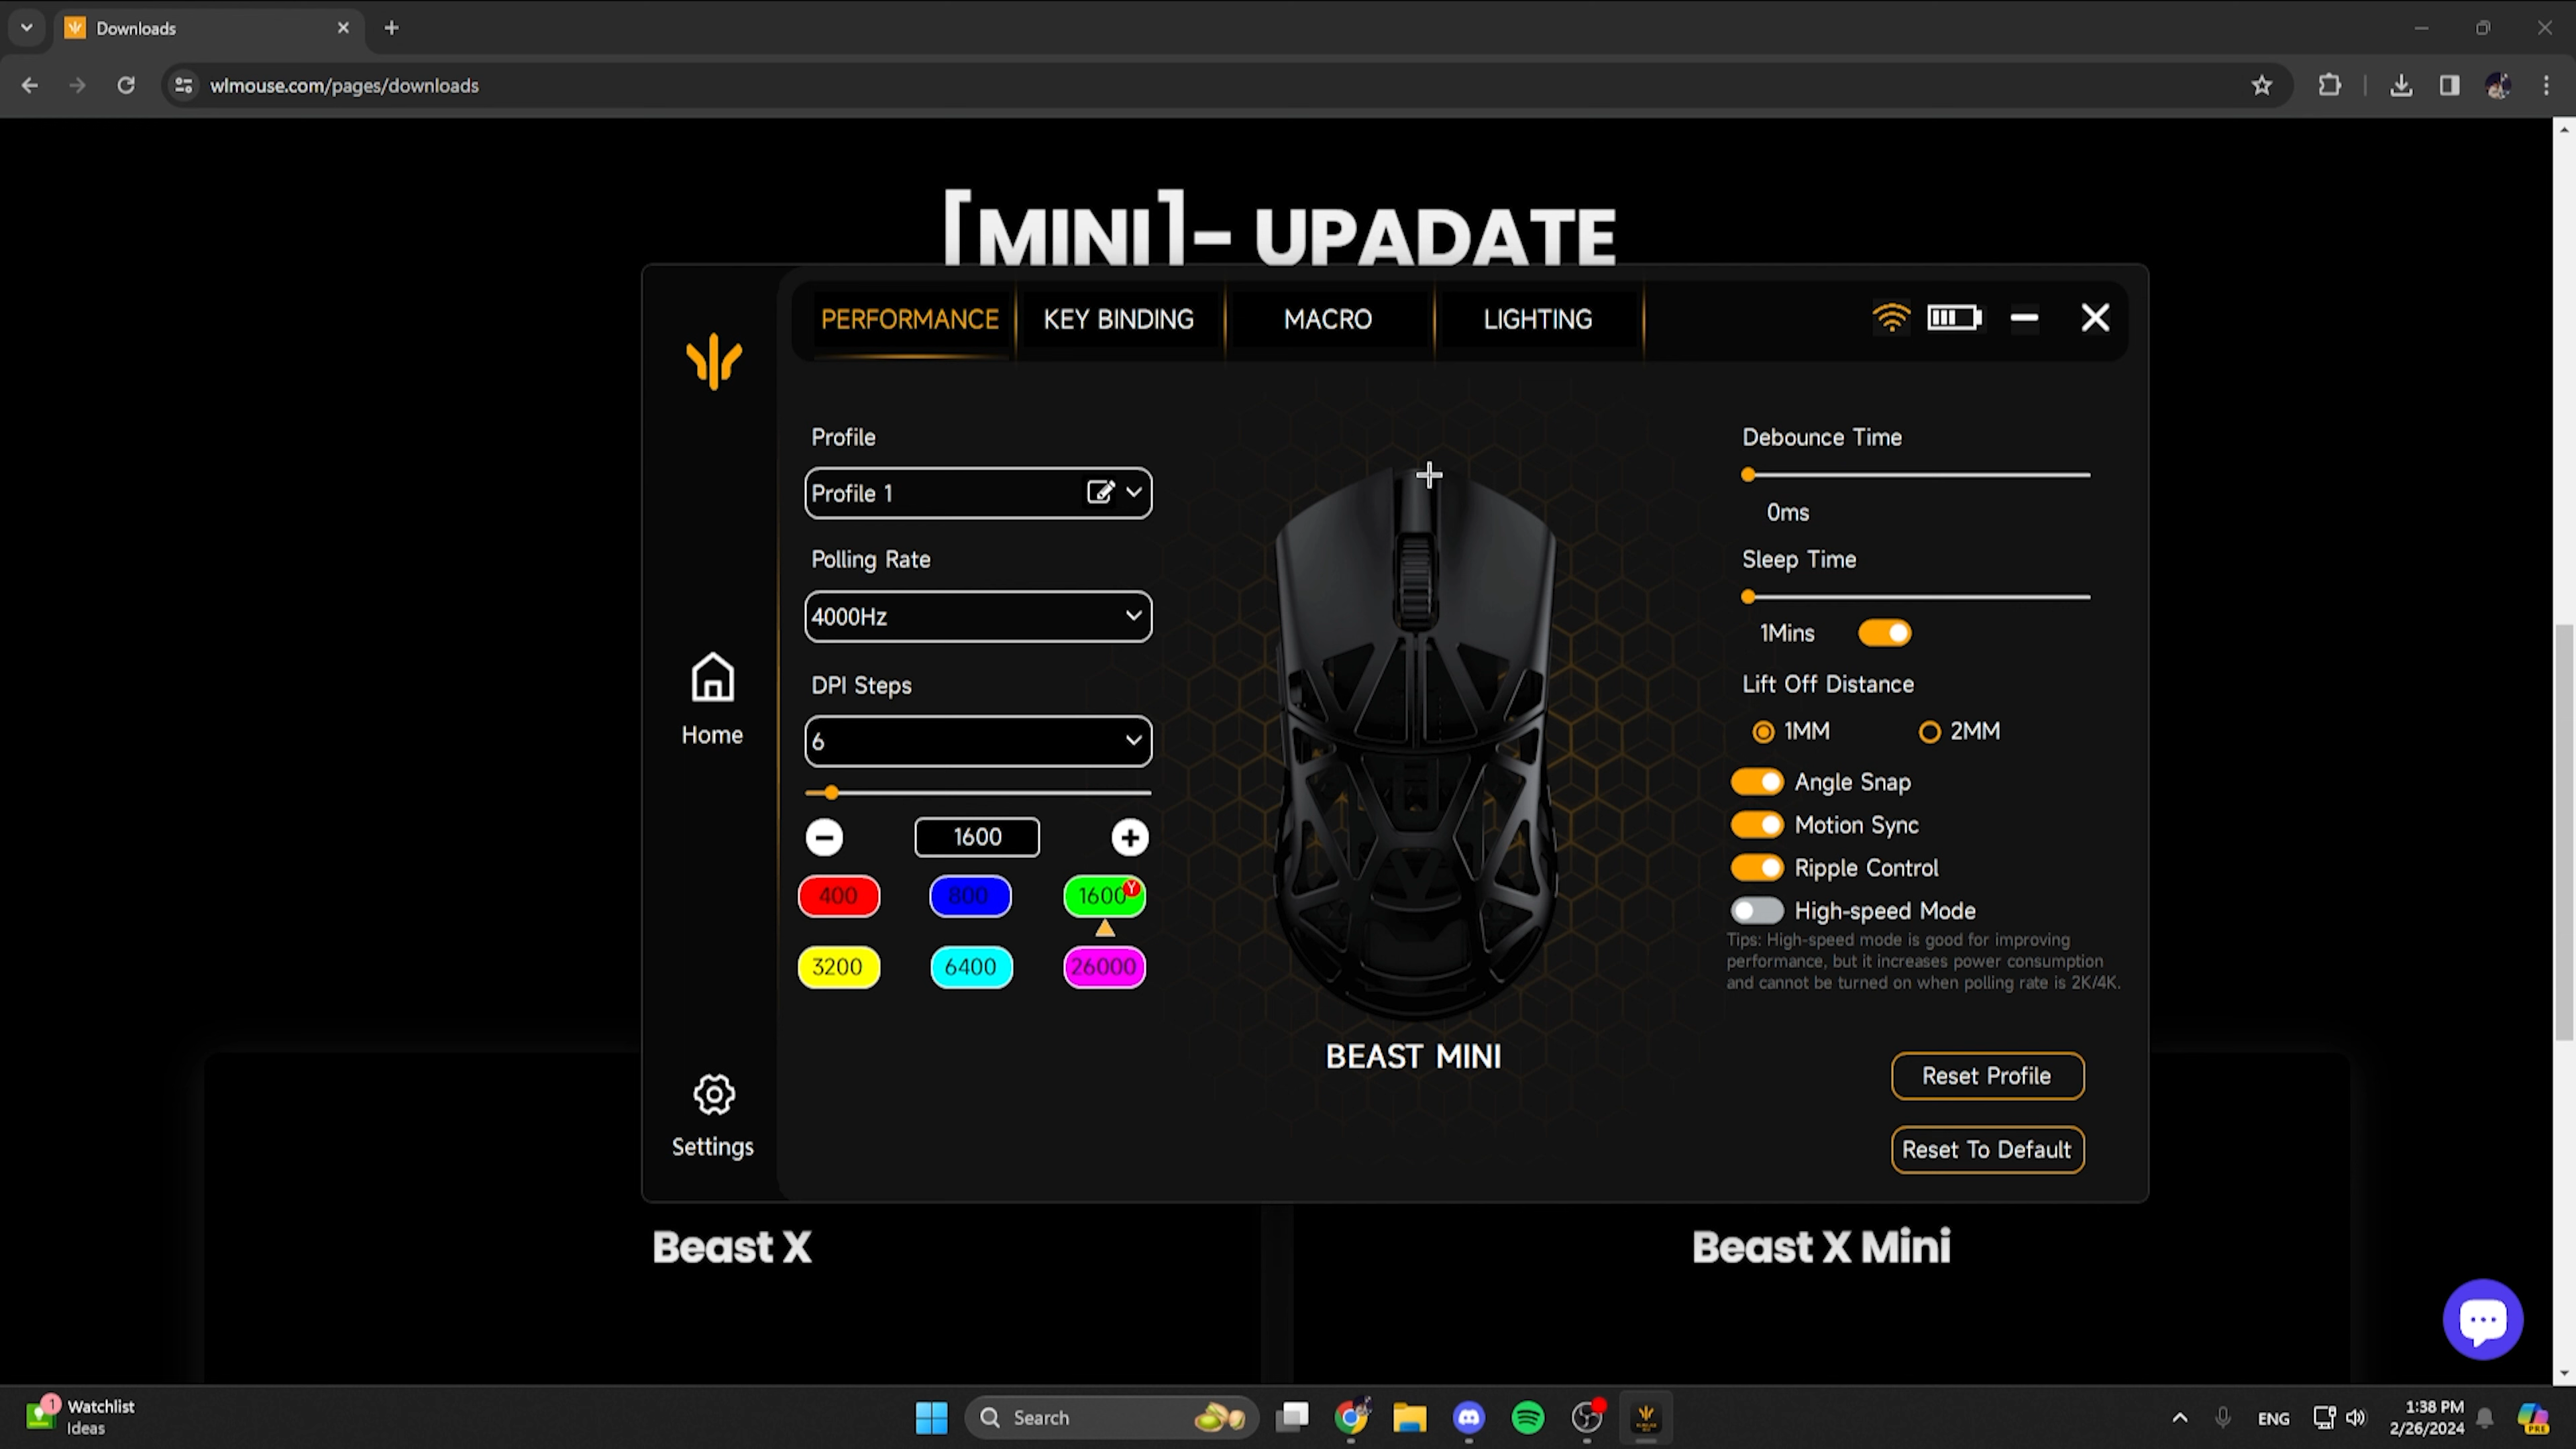 Downloads
wlmouse.com/pages/downloads
[MINI]- UPADATE
PERFORMANCE
KEY BINDING
MACRO
LIGHTING
Profile
Profile 1
Polling Rate
4000Hz
DPI Steps
6
1600
400
800
1600
Y
3200
6400
26000
Home
Settings
BEAST MINI
Debounce Time
0ms
Sleep Time
1Mins
Lift Off Distance
1MM
2MM
Angle Snap
Motion Sync
Ripple Control
High-speed Mode
Tips: High-speed mode is good for improving
performance, but it increases power consumption
and cannot be turned on when polling rate is 2K/4K.
Reset Profile
Reset To Default
Beast X
Beast X Mini
1
Watchlist
Ideas
Search
ENG
1:38 PM
2/26/2024
PRE